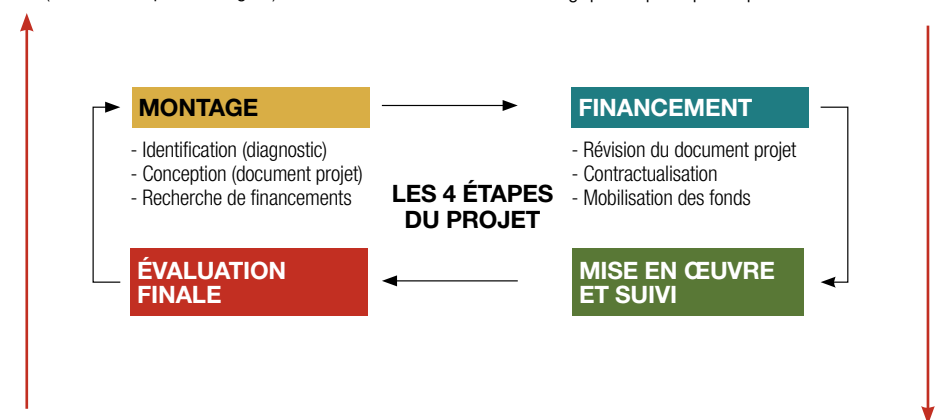 MONTAGE
- Identification (diagnostic)
- Conception (document projet)
- Recherche de financements
FINANCEMENT
- Révision du document projet
- Contractualisation
- Mobilisation des fonds
LES 4 ÉTAPES
DU PROJET
ÉVALUATION
FINALE
MISE EN ŒUVRE
ET SUIVI